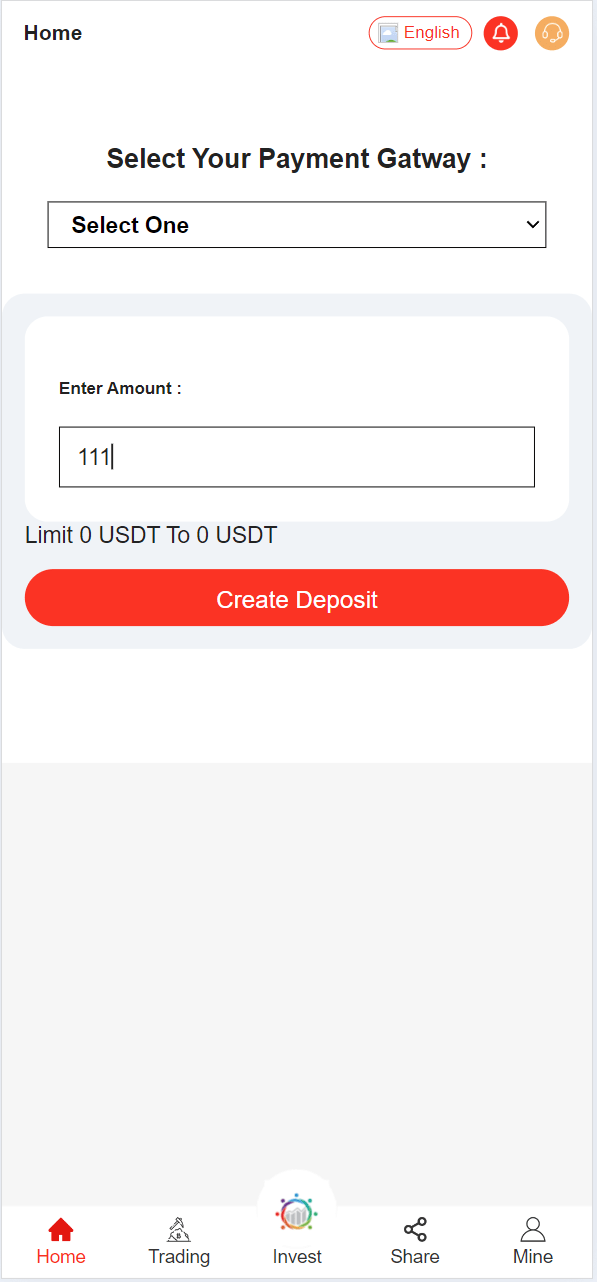 Home
English
Select Your Payment Gatway :
Select One
Enter Amount :
111
Limit 0 USDT To 0 USDT
Create Deposit
Home
Trading
Invest
Share
Mine